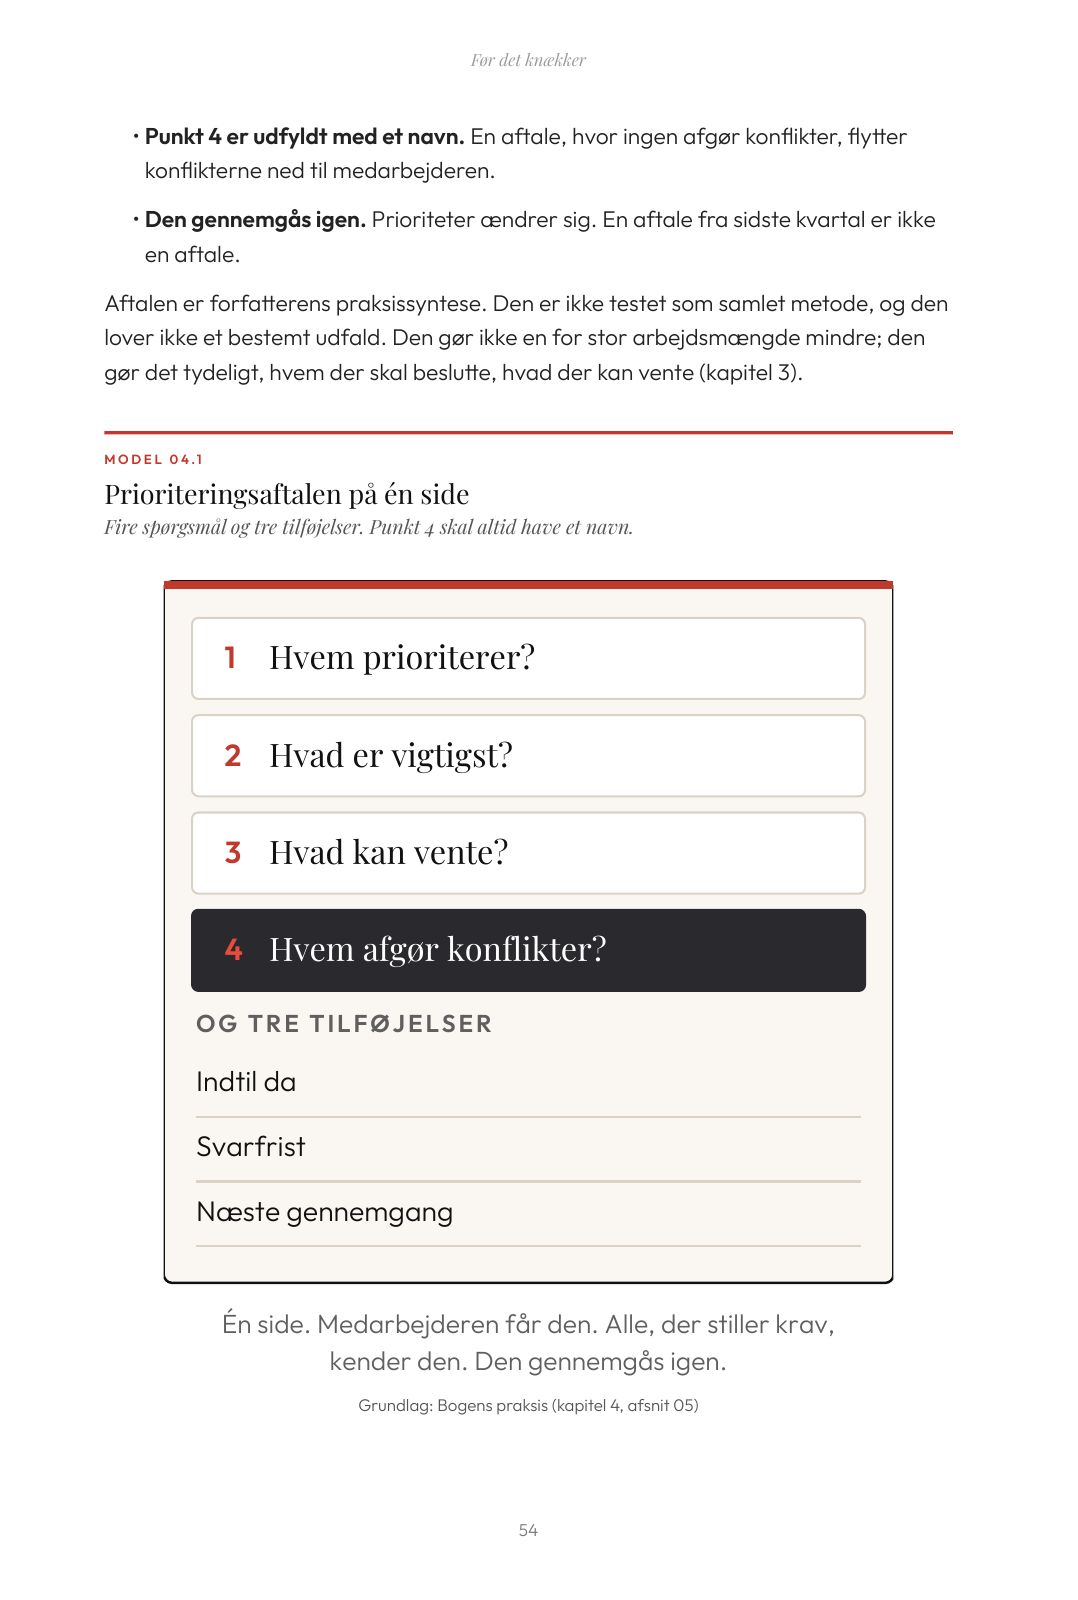 Før det knækker
• Punkt 4 er udfyldt med et navn. En aftale, hvor ingen afgør konflikter, flytter
konflikterne ned til medarbejderen.
• Den gennemgås igen. Prioriteter ændrer sig. En aftale fra sidste kvartal er ikke
en aftale.
Aftalen er forfatterens praksissyntese. Den er ikke testet som samlet metode, og den
lover ikke et bestemt udfald. Den gør ikke en for stor arbejdsmængde mindre; den
gør det tydeligt, hvem der skal beslutte, hvad der kan vente (kapitel 3).
MODEL 04.1
Prioriteringsaftalen på én side
Fire spørgsmål og tre tilføjelser. Punkt 4 skal altid have et navn.
1 Hvem prioriterer?
2 Hvad er vigtigst?
3 Hvad kan vente?
4 Hvem afgør konflikter?
OG TRE TILFØJELSER
Indtil da
Svarfrist
Næste gennemgang
Én side. Medarbejderen får den. Alle, der stiller krav,
kender den. Den gennemgås igen.
Grundlag: Bogens praksis (kapitel 4, afsnit 05)
54